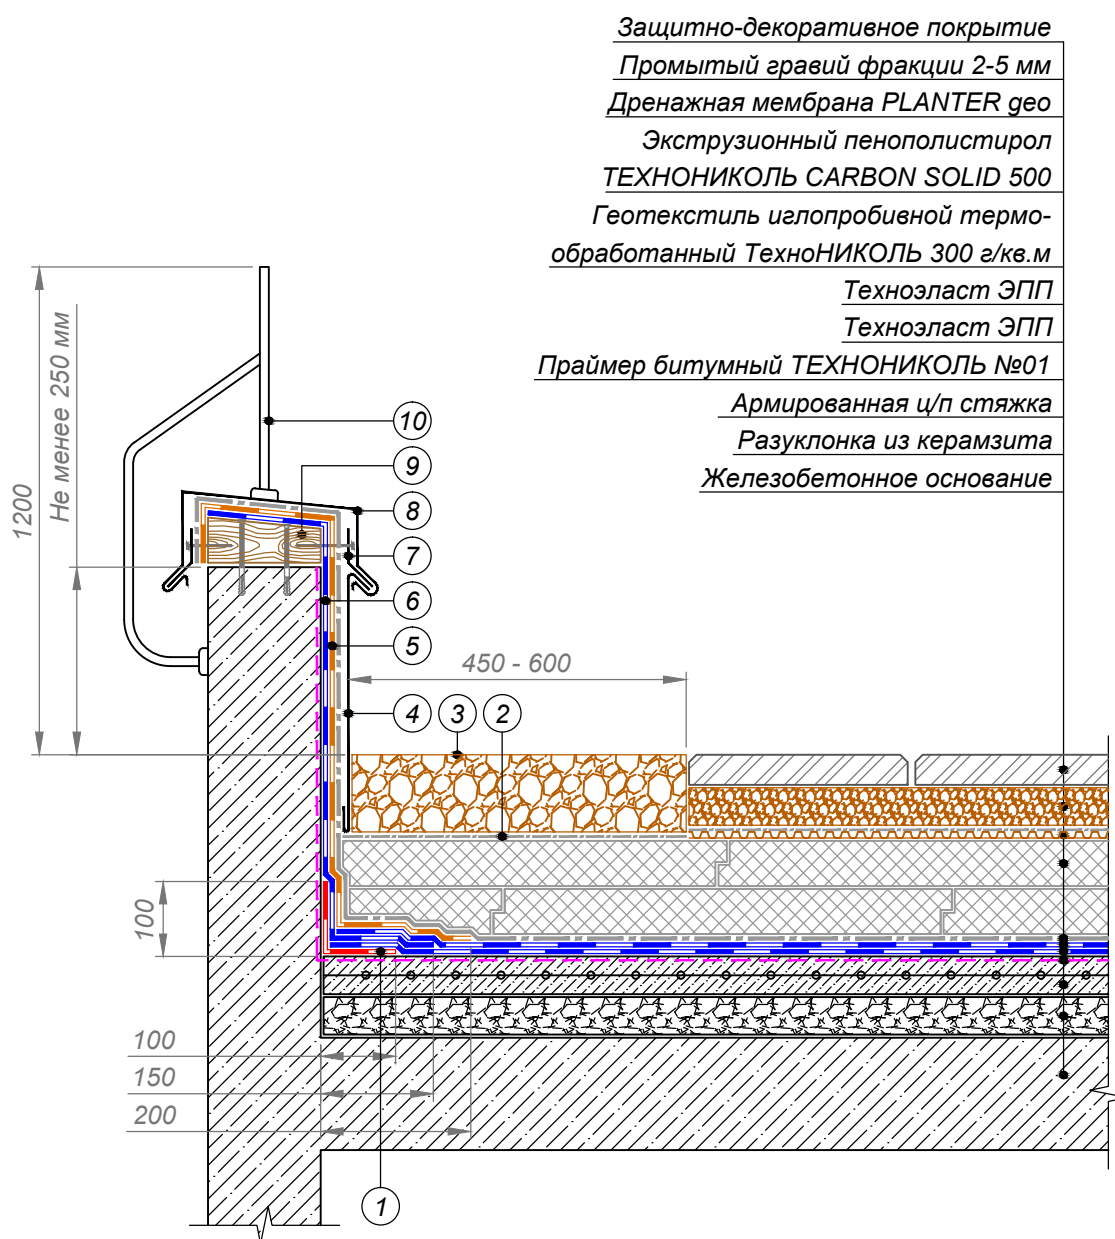 Защитно-декоративное покрытие
Промытый гравий фракции 2-5 мм
Дренажная мембрана PLANTER geo
Экструзионный пенополистирол
ТЕХНОНИКОЛЬ CARBON SOLID 500
Геотекстиль иглопробивной термо-
обработанный ТехноНИКОЛЬ 300 г/кв.м
Техноэласт ЭПП
Техноэласт ЭПП
Праймер битумный ТЕХНОНИКОЛЬ №01
Армированная ц/п стяжка
Разуклонка из керамзита
Железобетонное основание
1200
Не менее 250 мм
10
9
8
7
6
5
450 - 600
4
3
2
100
100
150
200
1